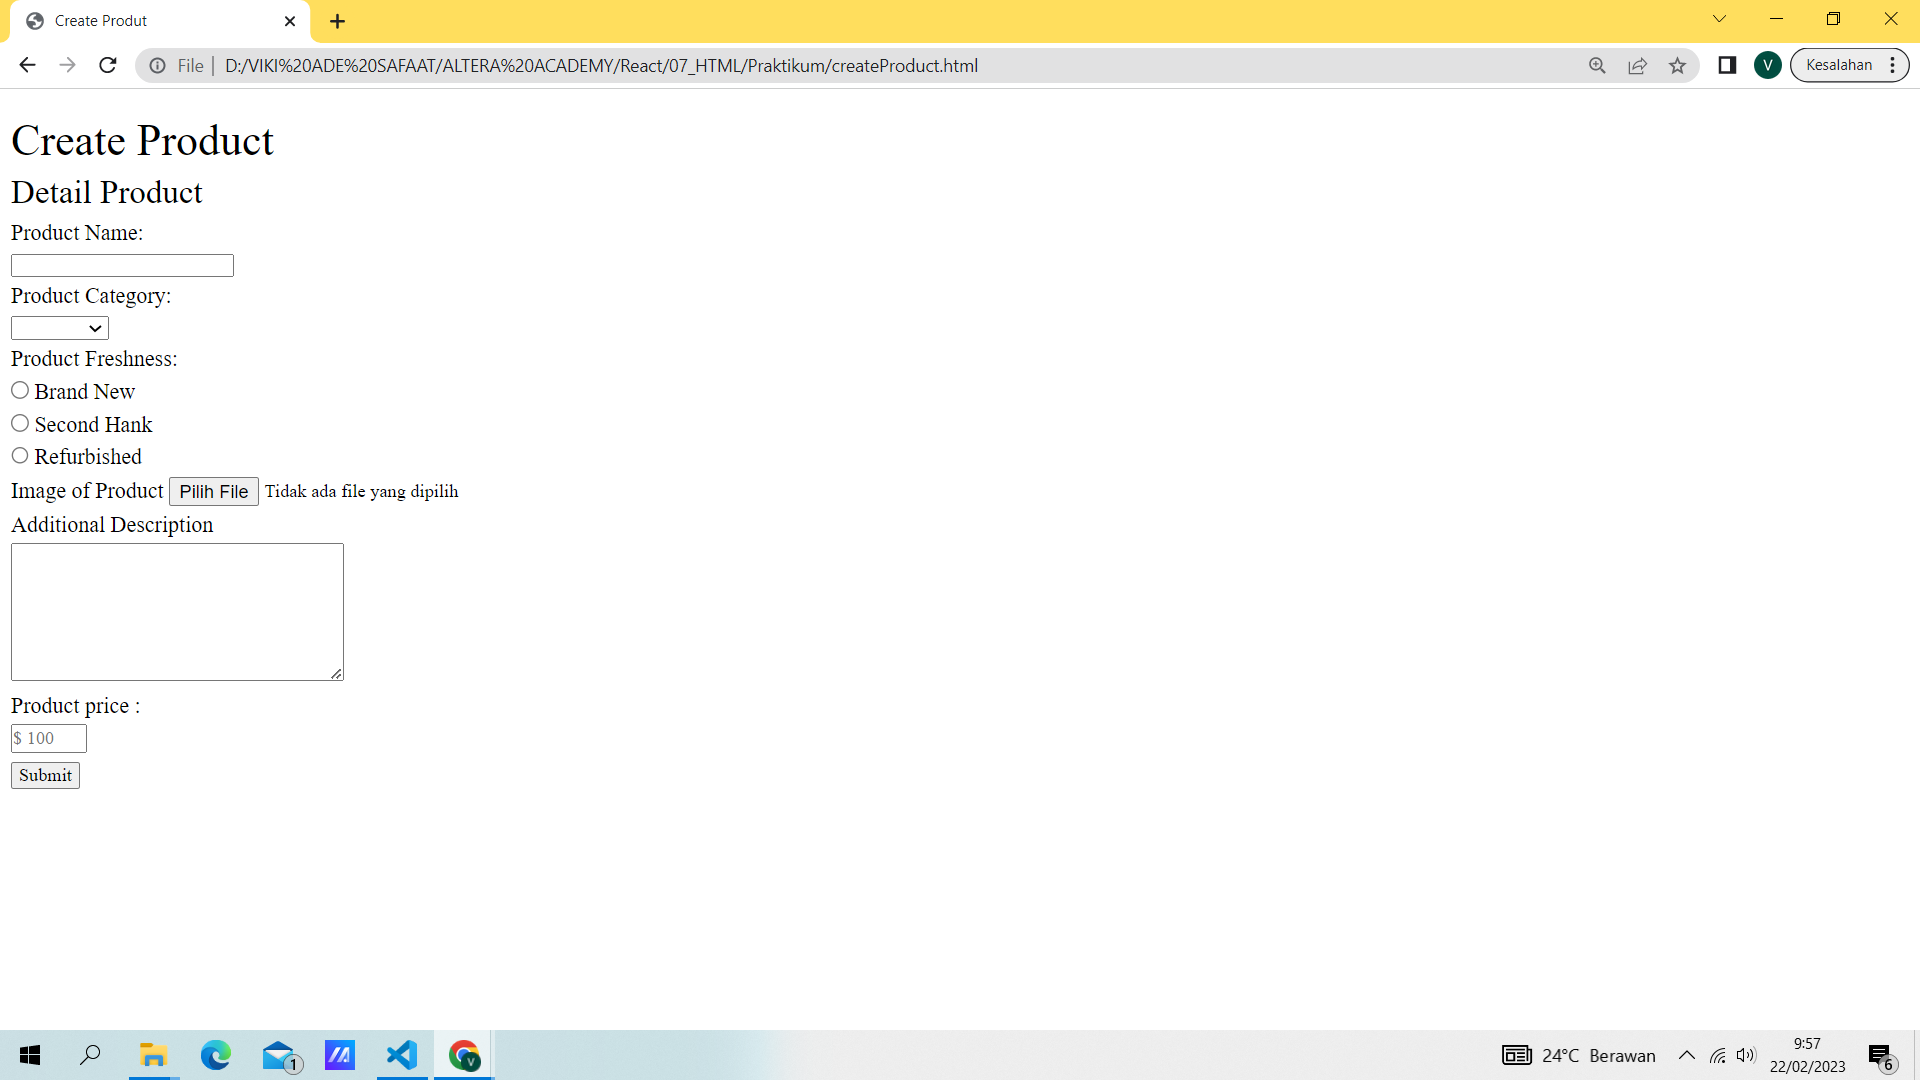 Create Produt
File
D:/VIKI%20ADE%20SAFAAT/ALTERA%20ACADEMY/React/07_HTML/Praktikum/createProduct.html
V
Kesalahan
Create Product
Detail Product
Product Name:
Product Category:
Product Freshness:
Brand New
Second Hank
Refurbished
Image of Product Pilih File Tidak ada file yang dipilih
Additional Description
Product price :
$ 100
Submit
1
V
24°C Berawan
9:57
22/02/2023
6